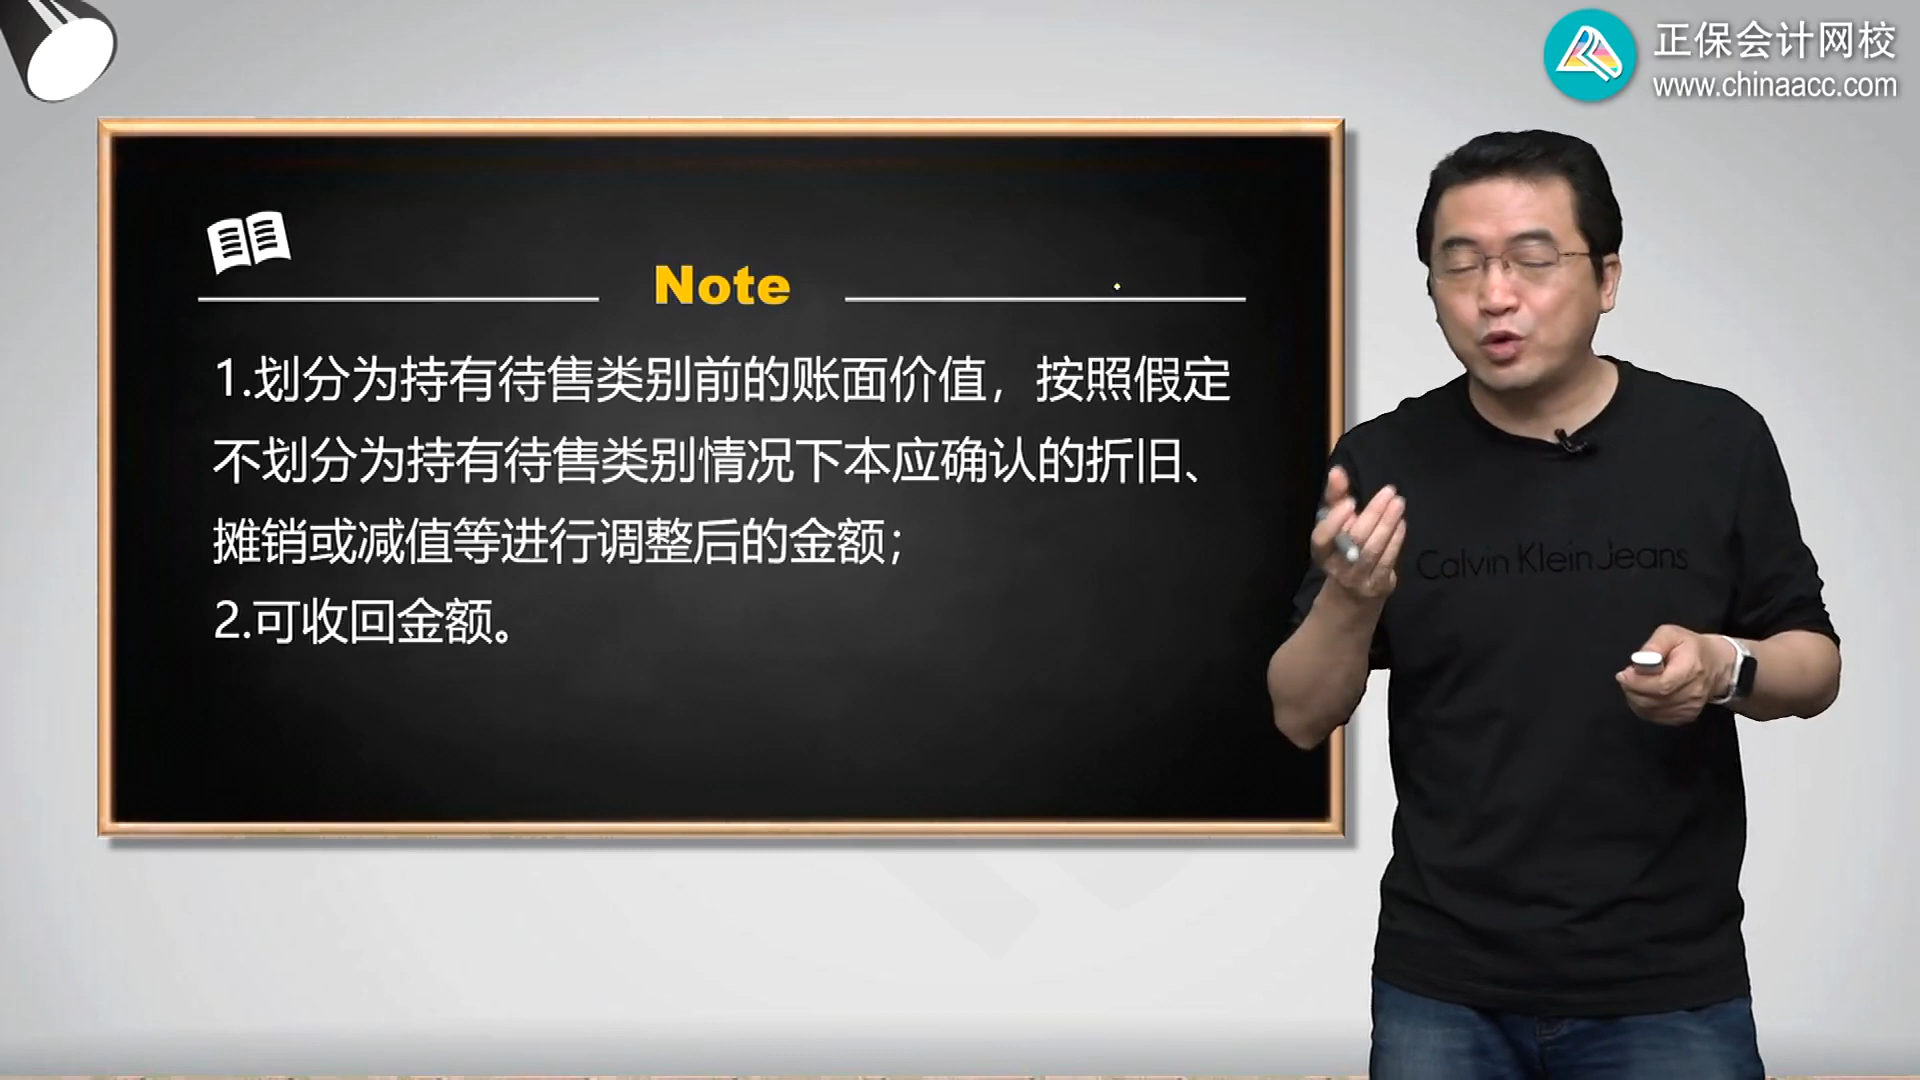 正保会计网校
www.chinaacc.com
Note
1.划分为持有待售类别前的账面价值，按照假定
不划分为持有待售类别情况下本应确认的折旧、
摊销或减值等进行调整后的金额；
2.可收回金额。
Calvin Klein Jeans